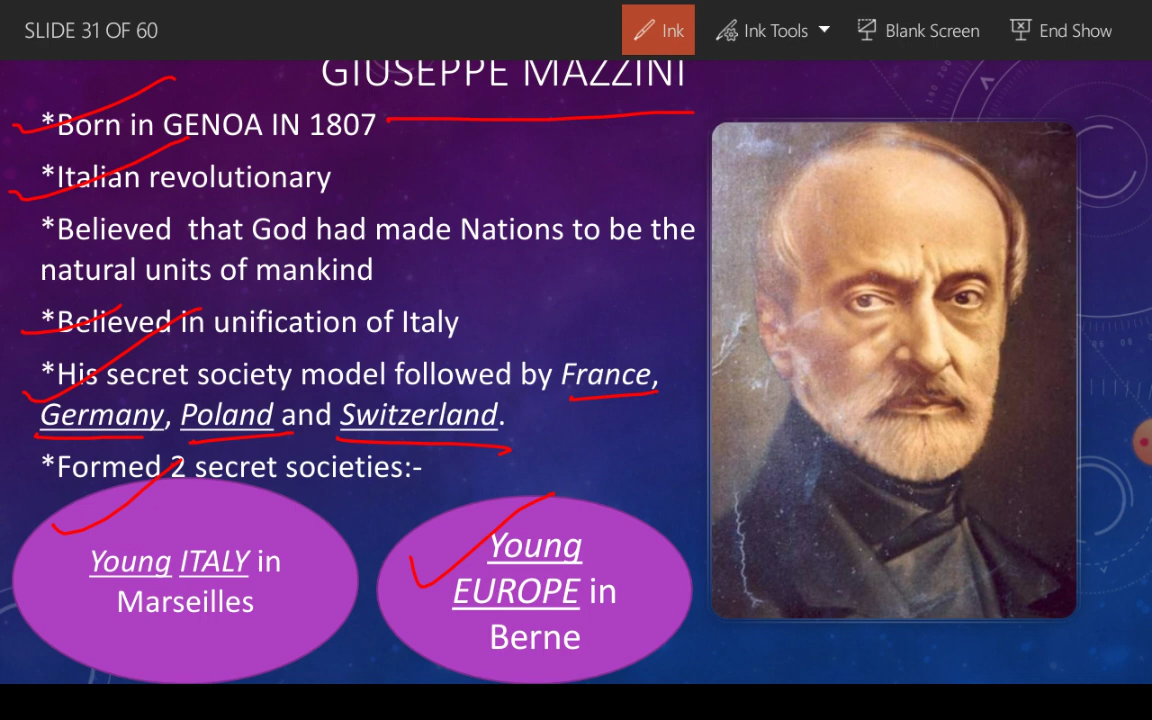 SLIDE 31 OF 60
Ink
Ink Tools
Blank Screen
End Show
GIUSEPPE MAZZINI
*Born in GENOA IN 1807
*Italian revolutionary
*Believed that God had made Nations to be the
natural units of mankind
*Believed in unification of Italy
*His secret society model followed by France,
Germany, Poland and Switzerland.
*Formed 2 secret societies:-
Young ITALY in
Marseilles
Young
EUROPE in
Berne